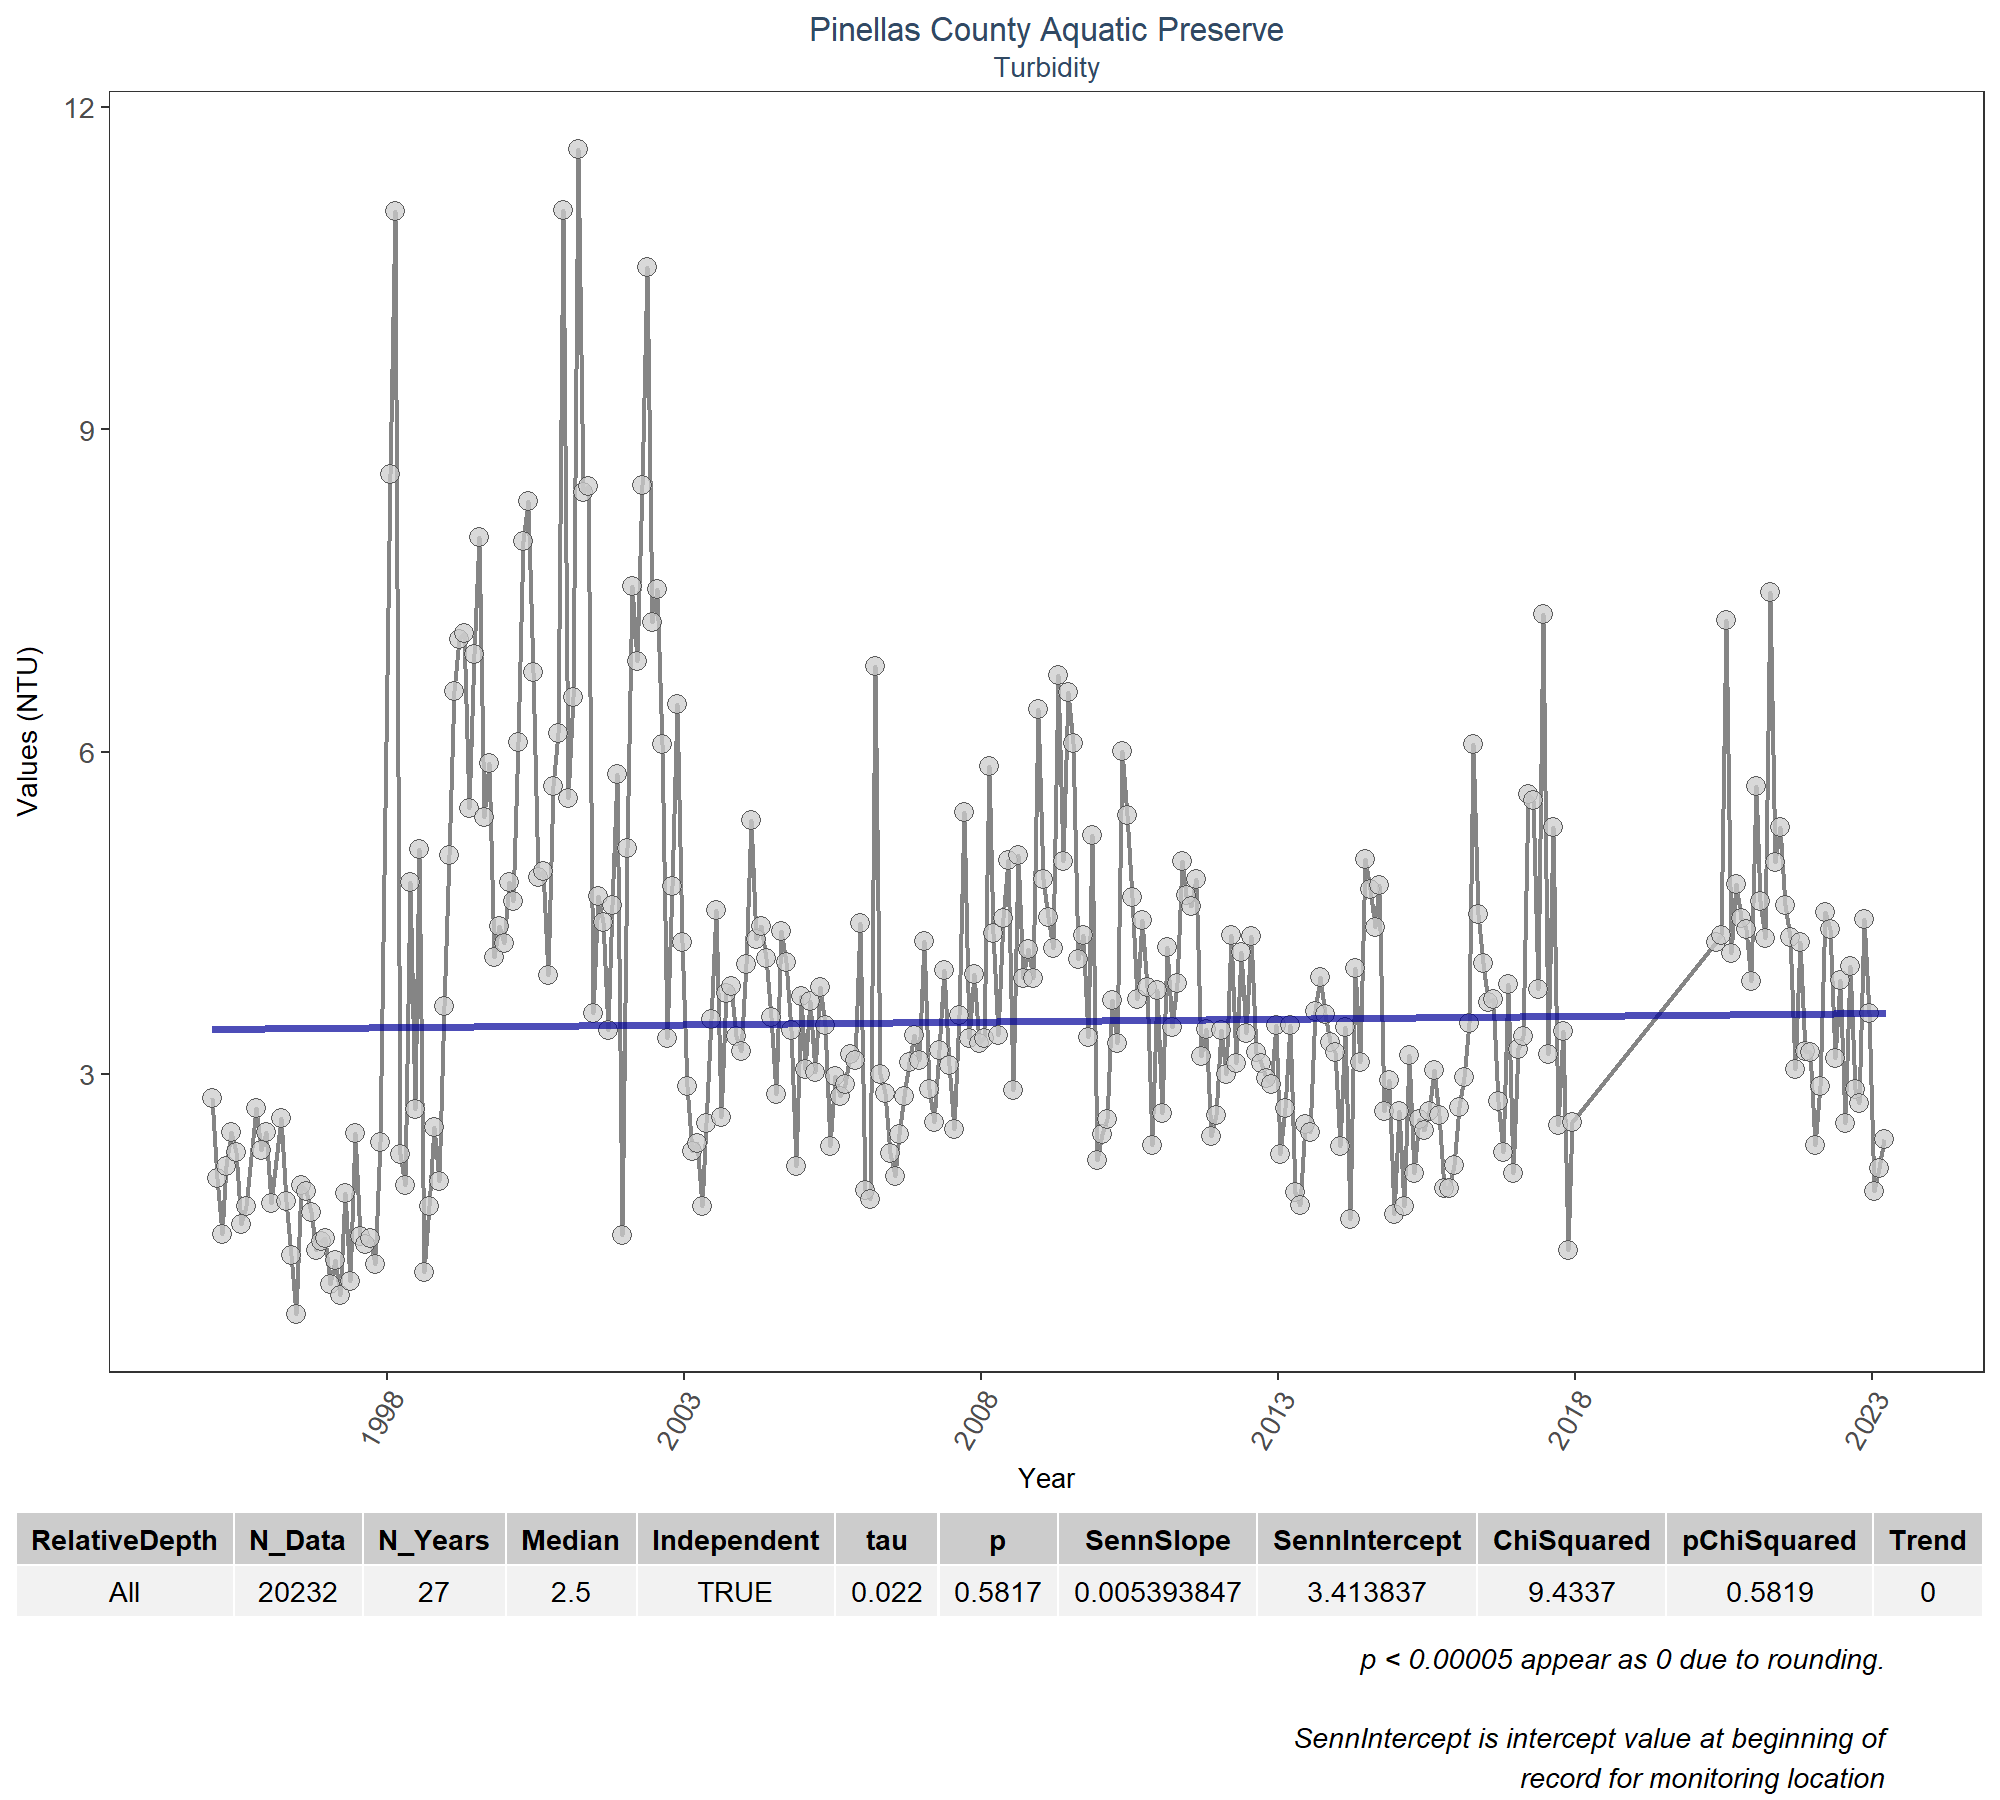 Pinellas County Aquatic Preserve
Turbidity
12
9
6
3
Values (NTU)
1998
2003
2008
2013
2018
2023
Year
RelativeDepth N_Data N_Years Median Independent tau p SennSlope SennIntercept ChiSquared pChiSquared Trend
All 20232 27 2.5 TRUE 0.022 0.5817 0.005393847 3.413837 9.4337 0.5819 0
p < 0.00005 appear as 0 due to rounding.
SennIntercept is intercept value at beginning of
record for monitoring location